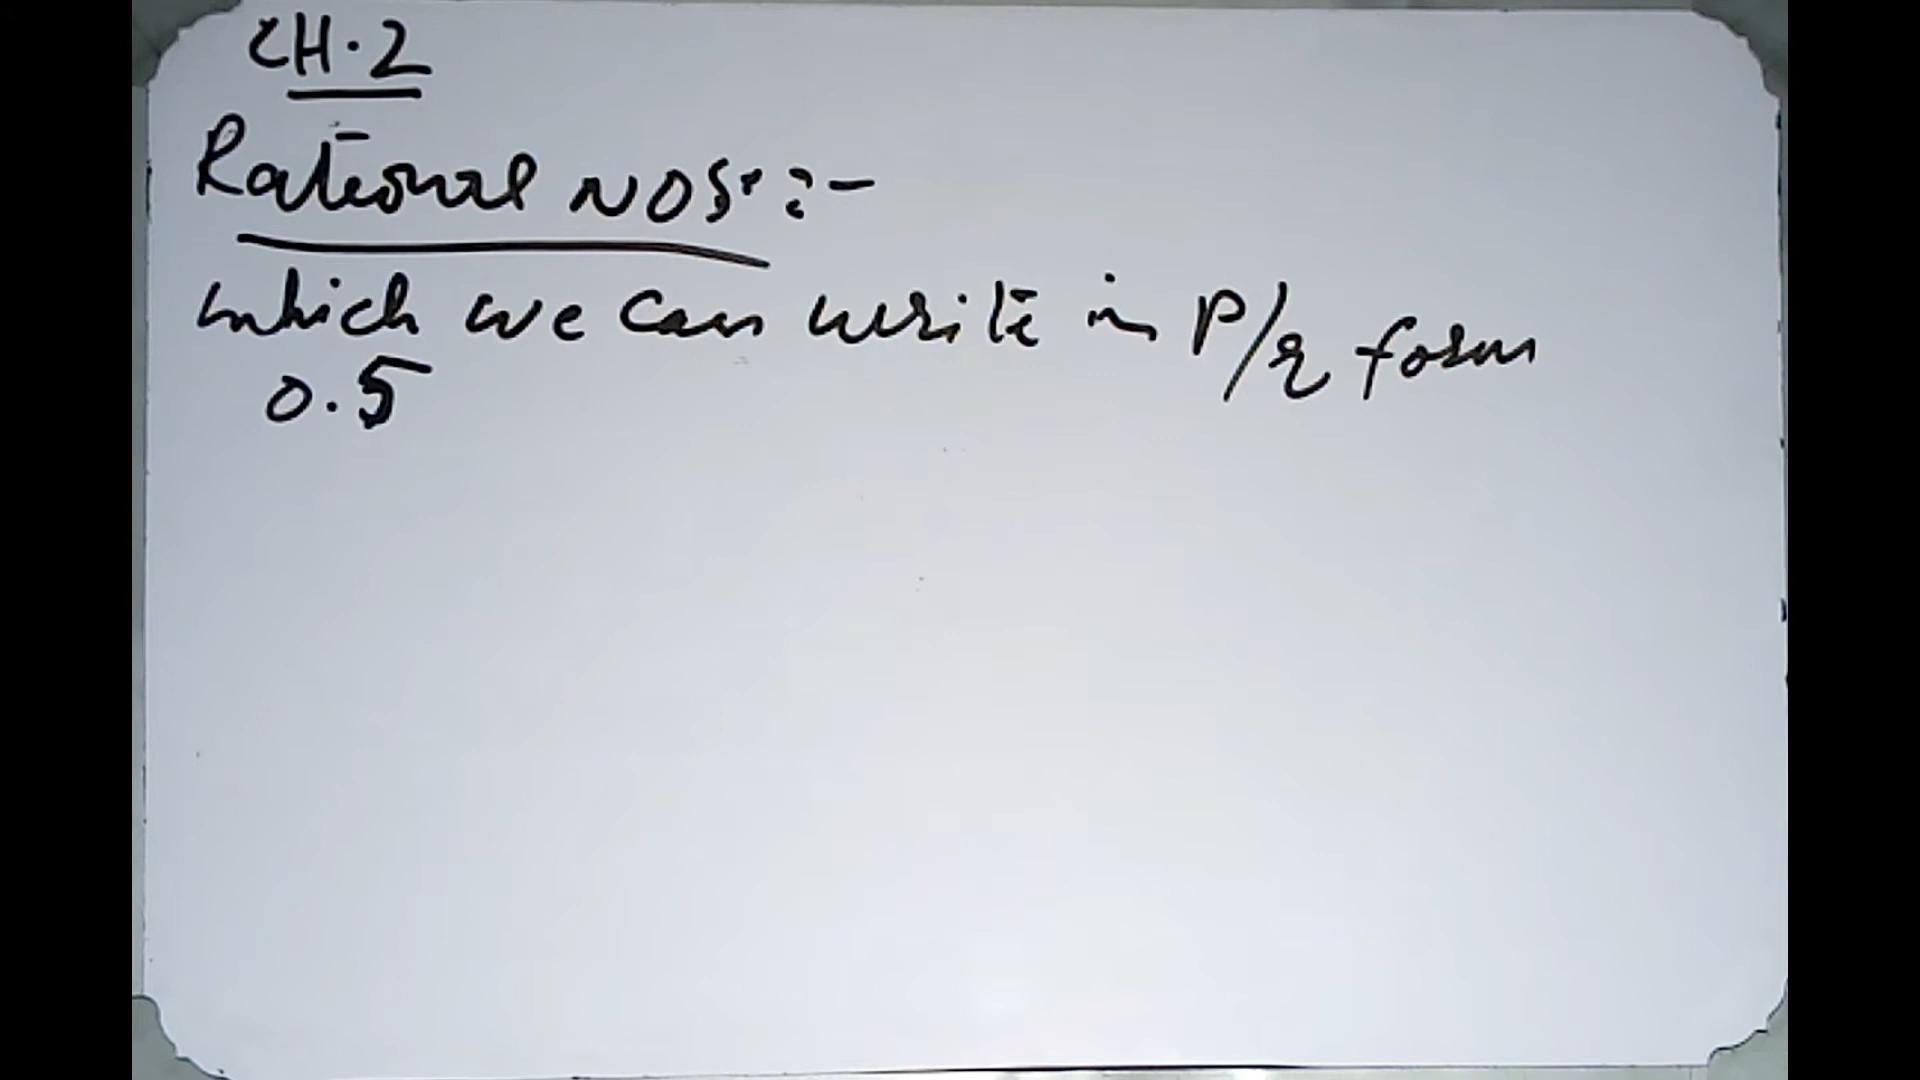 CH.2
Rational NOS. :-
which we can write in P/q form
0.5